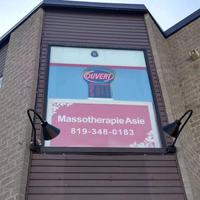 OUVERT
Massotherapie Asie
819-348-0183